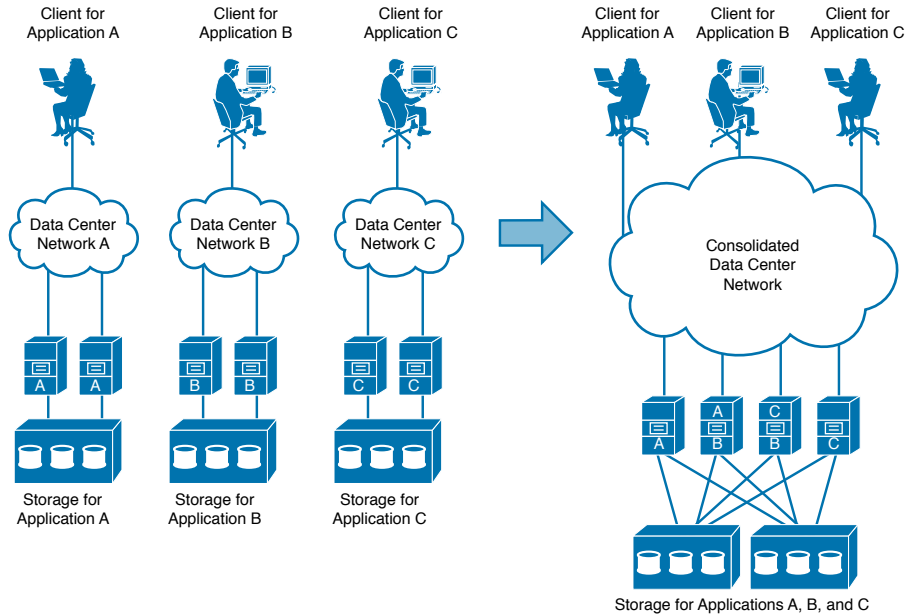 Client for
Application A
Client for
Application B
Client for
Application C
Data Center
Network A
Data Center
Network B
Data Center
Network C
A
A
B
B
C
C
Storage for
Application A
Storage for
Application B
Storage for
Application C
Client for
Application A
Client for
Application B
Client for
Application C
Consolidated
Data Center
Network
A
A
B
C
B
C
Storage for Applications A, B, and C